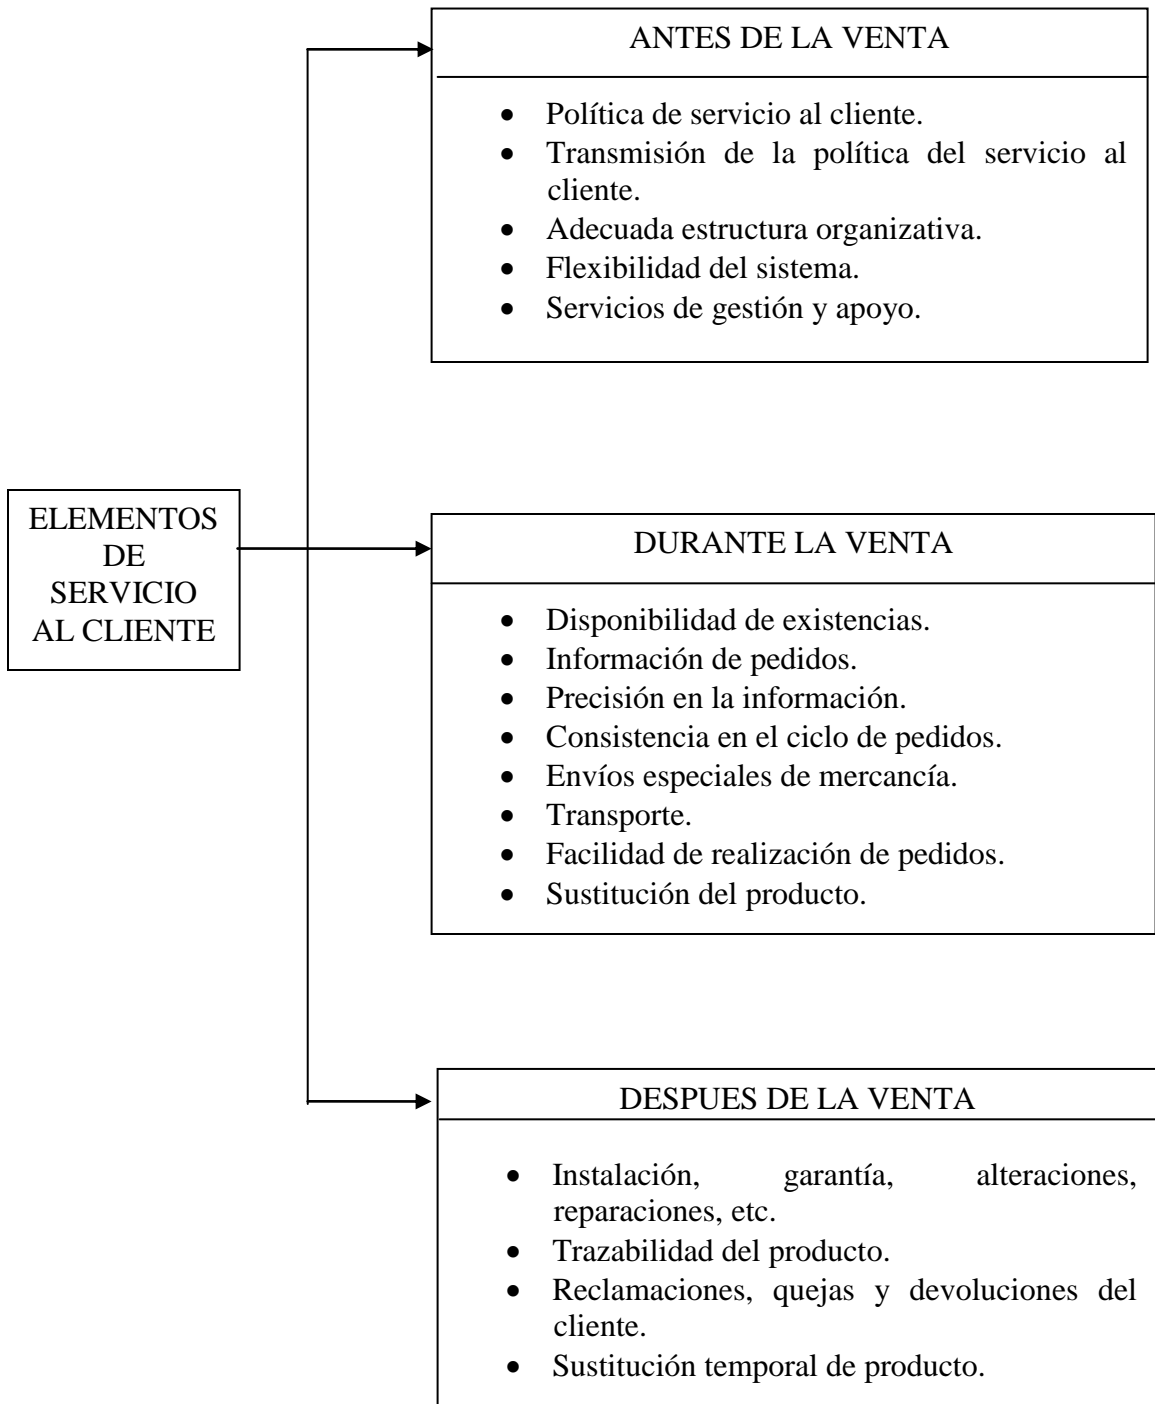 ANTES DE LA VENTA
• Política de servicio al cliente.
• Transmisión de la política del servicio al
cliente.
• Adecuada estructura organizativa.
• Flexibilidad del sistema.
• Servicios de gestión y apoyo.
ELEMENTOS
DE
SERVICIO
AL CLIENTE
DURANTE LA VENTA
• Disponibilidad de existencias.
• Información de pedidos.
• Precisión en la información.
• Consistencia en el ciclo de pedidos.
• Envíos especiales de mercancía.
• Transporte.
• Facilidad de realización de pedidos.
• Sustitución del producto.
DESPUES DE LA VENTA
• Instalación, garantía, alteraciones,
reparaciones, etc.
• Trazabilidad del producto.
• Reclamaciones, quejas y devoluciones del
cliente.
• Sustitución temporal de producto.